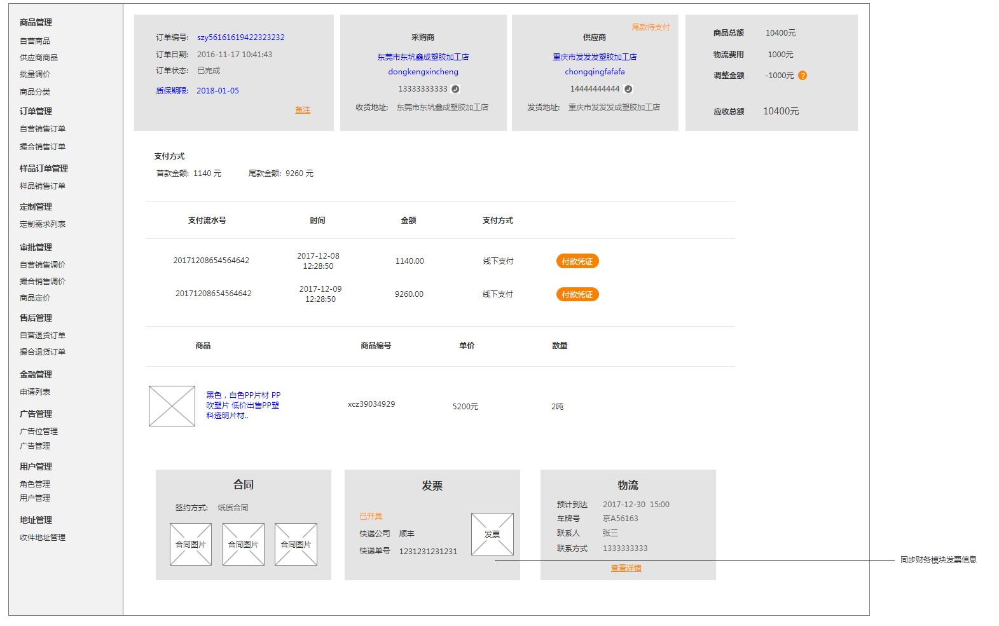 商品管理
自营商品
供应商商品
批量调价
商品分类
订单管理
自营销售订单
撮合销售订单
样品订单管理
样品销售订单
定制管理
定制需求列表
审批管理
自营销售调价
撮合销售调价
商品定价
售后管理
自营退货订单
撮合退货订单
金融管理
申请列表
广告管理
广告位管理
广告管理
用户管理
角色管理
用户管理
地址管理
收件地址管理
订单编号: szy56161619422323232
订单日期: 2016-11-17 10:41:43
订单状态: 已完成
质保期限: 2018-01-05
备注
采购商
东莞市东坑鑫成塑胶加工店
dongkengxincheng
13333333333
收货地址: 东莞市东坑鑫成塑胶加工店
尾款待支付
供应商
重庆市发发发塑胶加工店
chongqingfafafa
14444444444
发货地址: 重庆市发发发成塑胶加工店
商品总额 10400元
物流费用 1000元
调整金额 -1000元 ?
应收总额 10400元
支付方式
首款金额: 1140 元 尾款金额: 9260 元
支付流水号 时间 金额 支付方式
20171208654564642 2017-12-08 12:28:50 1140.00 线下支付 付款凭证
20171208654564642 2017-12-09 12:28:50 9260.00 线下支付 付款凭证
商品 商品编号 单价 数量
黑色，白色PP片材 PP
吹塑片 低价出售PP塑
料透明片材..
xcz39034929 5200元 2吨
合同
签约方式: 纸质合同
合同图片 合同图片 合同图片
发票
已开具
快递公司 顺丰
快递单号 1231231231231
发票
物流
预计到达 2017-12-30 15:00
车牌号 京A56163
联系人 张三
联系方式 1333333333
查看详情
同步财务模块发票信息